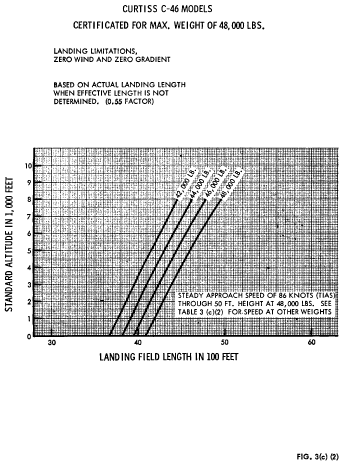 CURTISS C-46 MODELS
CERTIFICATED FOR MAX. WEIGHT OF 48,000 LBS.
LANDING LIMITATIONS,
ZERO WIND AND ZERO GRADIENT
BASED ON ACTUAL LANDING LENGTH
WHEN EFFECTIVE LENGTH IS NOT
DETERMINED. (0.55 FACTOR)
STANDARD ALTITUDE IN 1,000 FEET
10
9
8
7
6
5
4
3
2
1
0
42,000 LB.
44,000 LB.
46,000 LB.
48,000 LB.
STEADY APPROACH SPEED OF 86 KNOTS (TIAS)
THROUGH 50 FT. HEIGHT AT 48,000 LBS. SEE
TABLE 3 (c)(2) FOR SPEED AT OTHER WEIGHTS
30 40 50 60
LANDING FIELD LENGTH IN 100 FEET
FIG. 3(c) (2)